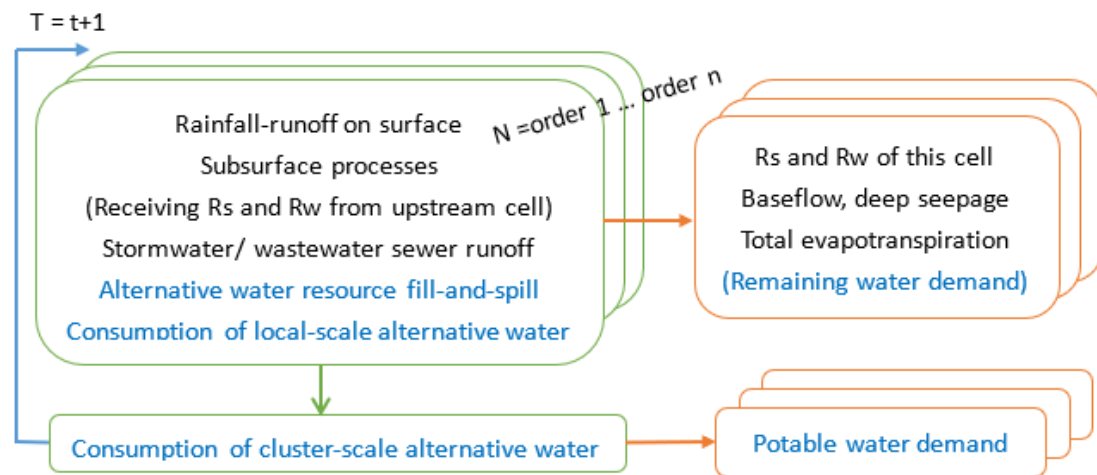 T = t+1
N =order 1 ... order n
Rainfall-runoff on surface
Subsurface processes
(Receiving Rs and Rw from upstream cell)
Stormwater/ wastewater sewer runoff
Alternative water resource fill-and-spill
Consumption of local-scale alternative water
Rs and Rw of this cell
Baseflow, deep seepage
Total evapotranspiration
(Remaining water demand)
Consumption of cluster-scale alternative water
Potable water demand